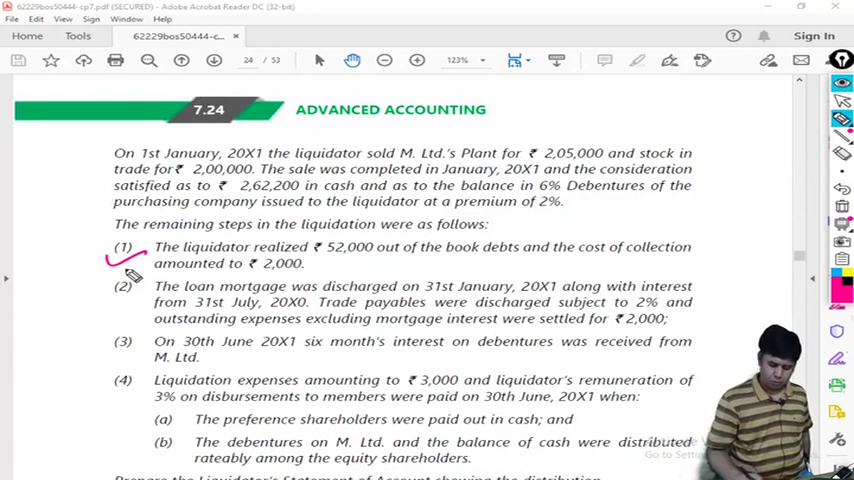 62229bos50444-cp7.pdf (SECURED) - Adobe Acrobat Reader DC (32-bit)
File Edit View Sign Window Help
Home Tools 62229bos50444-c... × Sign In
24 / 53 123%
7.24 ADVANCED ACCOUNTING
On 1st January, 20X1 the liquidator sold M. Ltd.'s Plant for ₹ 2,05,000 and stock in
trade for ₹ 2,00,000. The sale was completed in January, 20X1 and the consideration
satisfied as to ₹ 2,62,200 in cash and as to the balance in 6% Debentures of the
purchasing company issued to the liquidator at a premium of 2%.
The remaining steps in the liquidation were as follows:
(1) The liquidator realized ₹ 52,000 out of the book debts and the cost of collection
amounted to ₹ 2,000.
(2) The loan mortgage was discharged on 31st January, 20X1 along with interest
from 31st July, 20X0. Trade payables were discharged subject to 2% and
outstanding expenses excluding mortgage interest were settled for ₹ 2,000;
(3) On 30th June 20X1 six month's interest on debentures was received from
M. Ltd.
(4) Liquidation expenses amounting to ₹ 3,000 and liquidator's remuneration of
3% on disbursements to members were paid on 30th June, 20X1 when:
(a) The preference shareholders were paid out in cash; and
(b) The debentures on M. Ltd. and the balance of cash were distributed
rateably among the equity shareholders.
Prepare the Liquidator's Statement of Account showing the distribution.